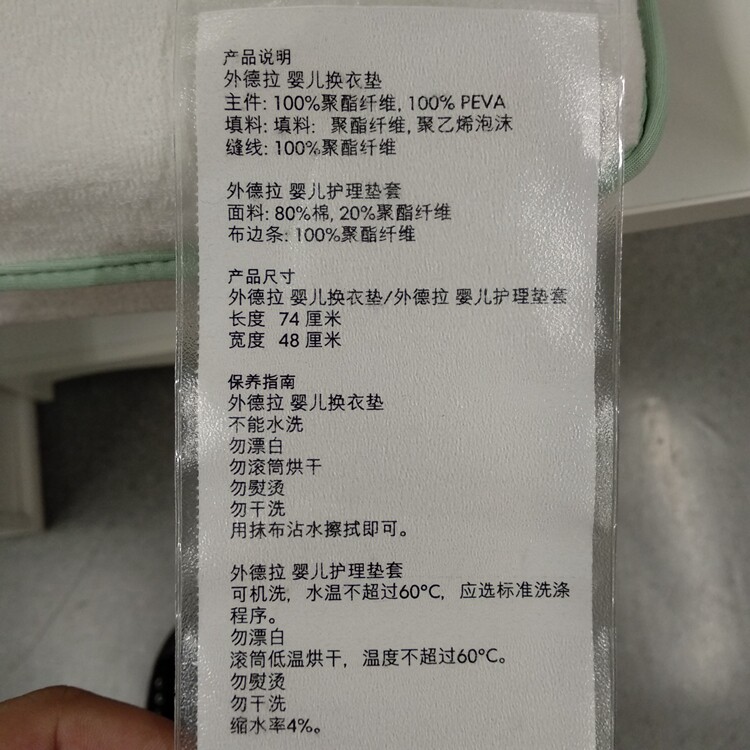 产品说明
外德拉 婴儿换衣垫
主件: 100%聚酯纤维, 100% PEVA
填料: 填料: 聚酯纤维, 聚乙烯泡沫
缝线: 100%聚酯纤维
外德拉 婴儿护理垫套
面料: 80%棉, 20%聚酯纤维
布边条: 100%聚酯纤维
产品尺寸
外德拉 婴儿换衣垫/外德拉 婴儿护理垫套
长度 74 厘米
宽度 48 厘米
保养指南
外德拉 婴儿换衣垫
不能水洗
勿漂白
勿滚筒烘干
勿熨烫
勿干洗
用抹布沾水擦拭即可。
外德拉 婴儿护理垫套
可机洗，水温不超过60°C，应选标准洗涤
程序。
勿漂白
滚筒低温烘干，温度不超过60°C。
勿熨烫
勿干洗
缩水率4%。